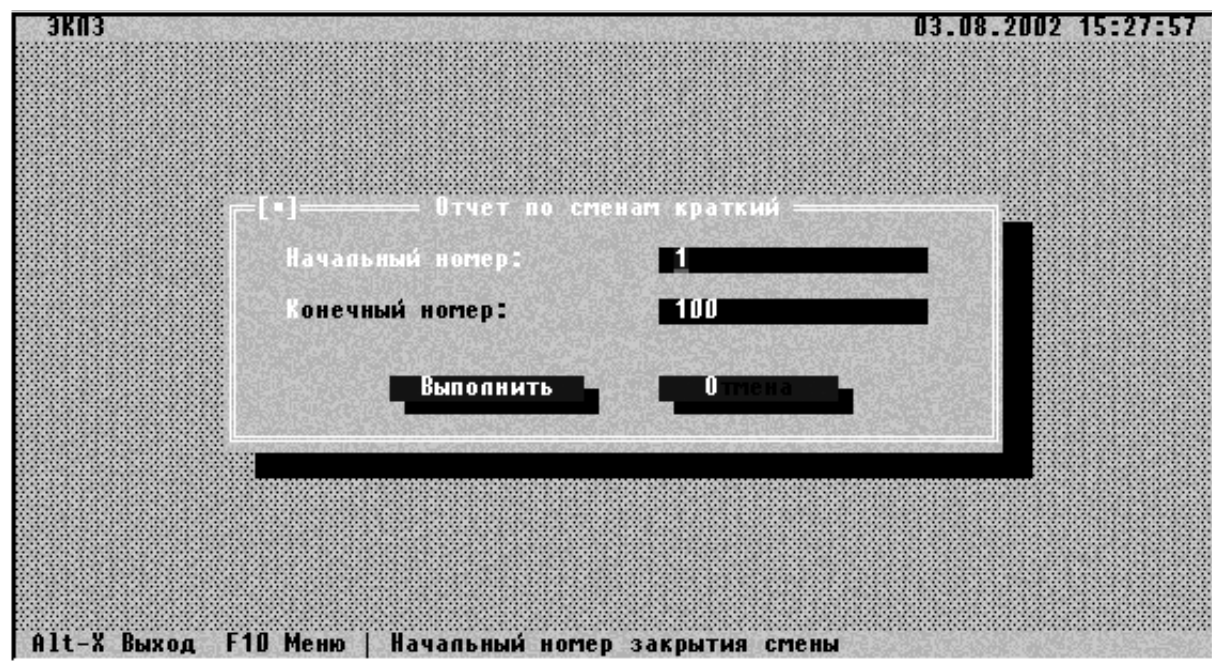 ЭКПЗ 03.08.2002 15:27:57
[▪] Отчет по сменам краткий
Начальный номер: 1
Конечный номер: 100
Выполнить Отмена
Alt-X Выход F10 Меню | Начальный номер закрытия смены